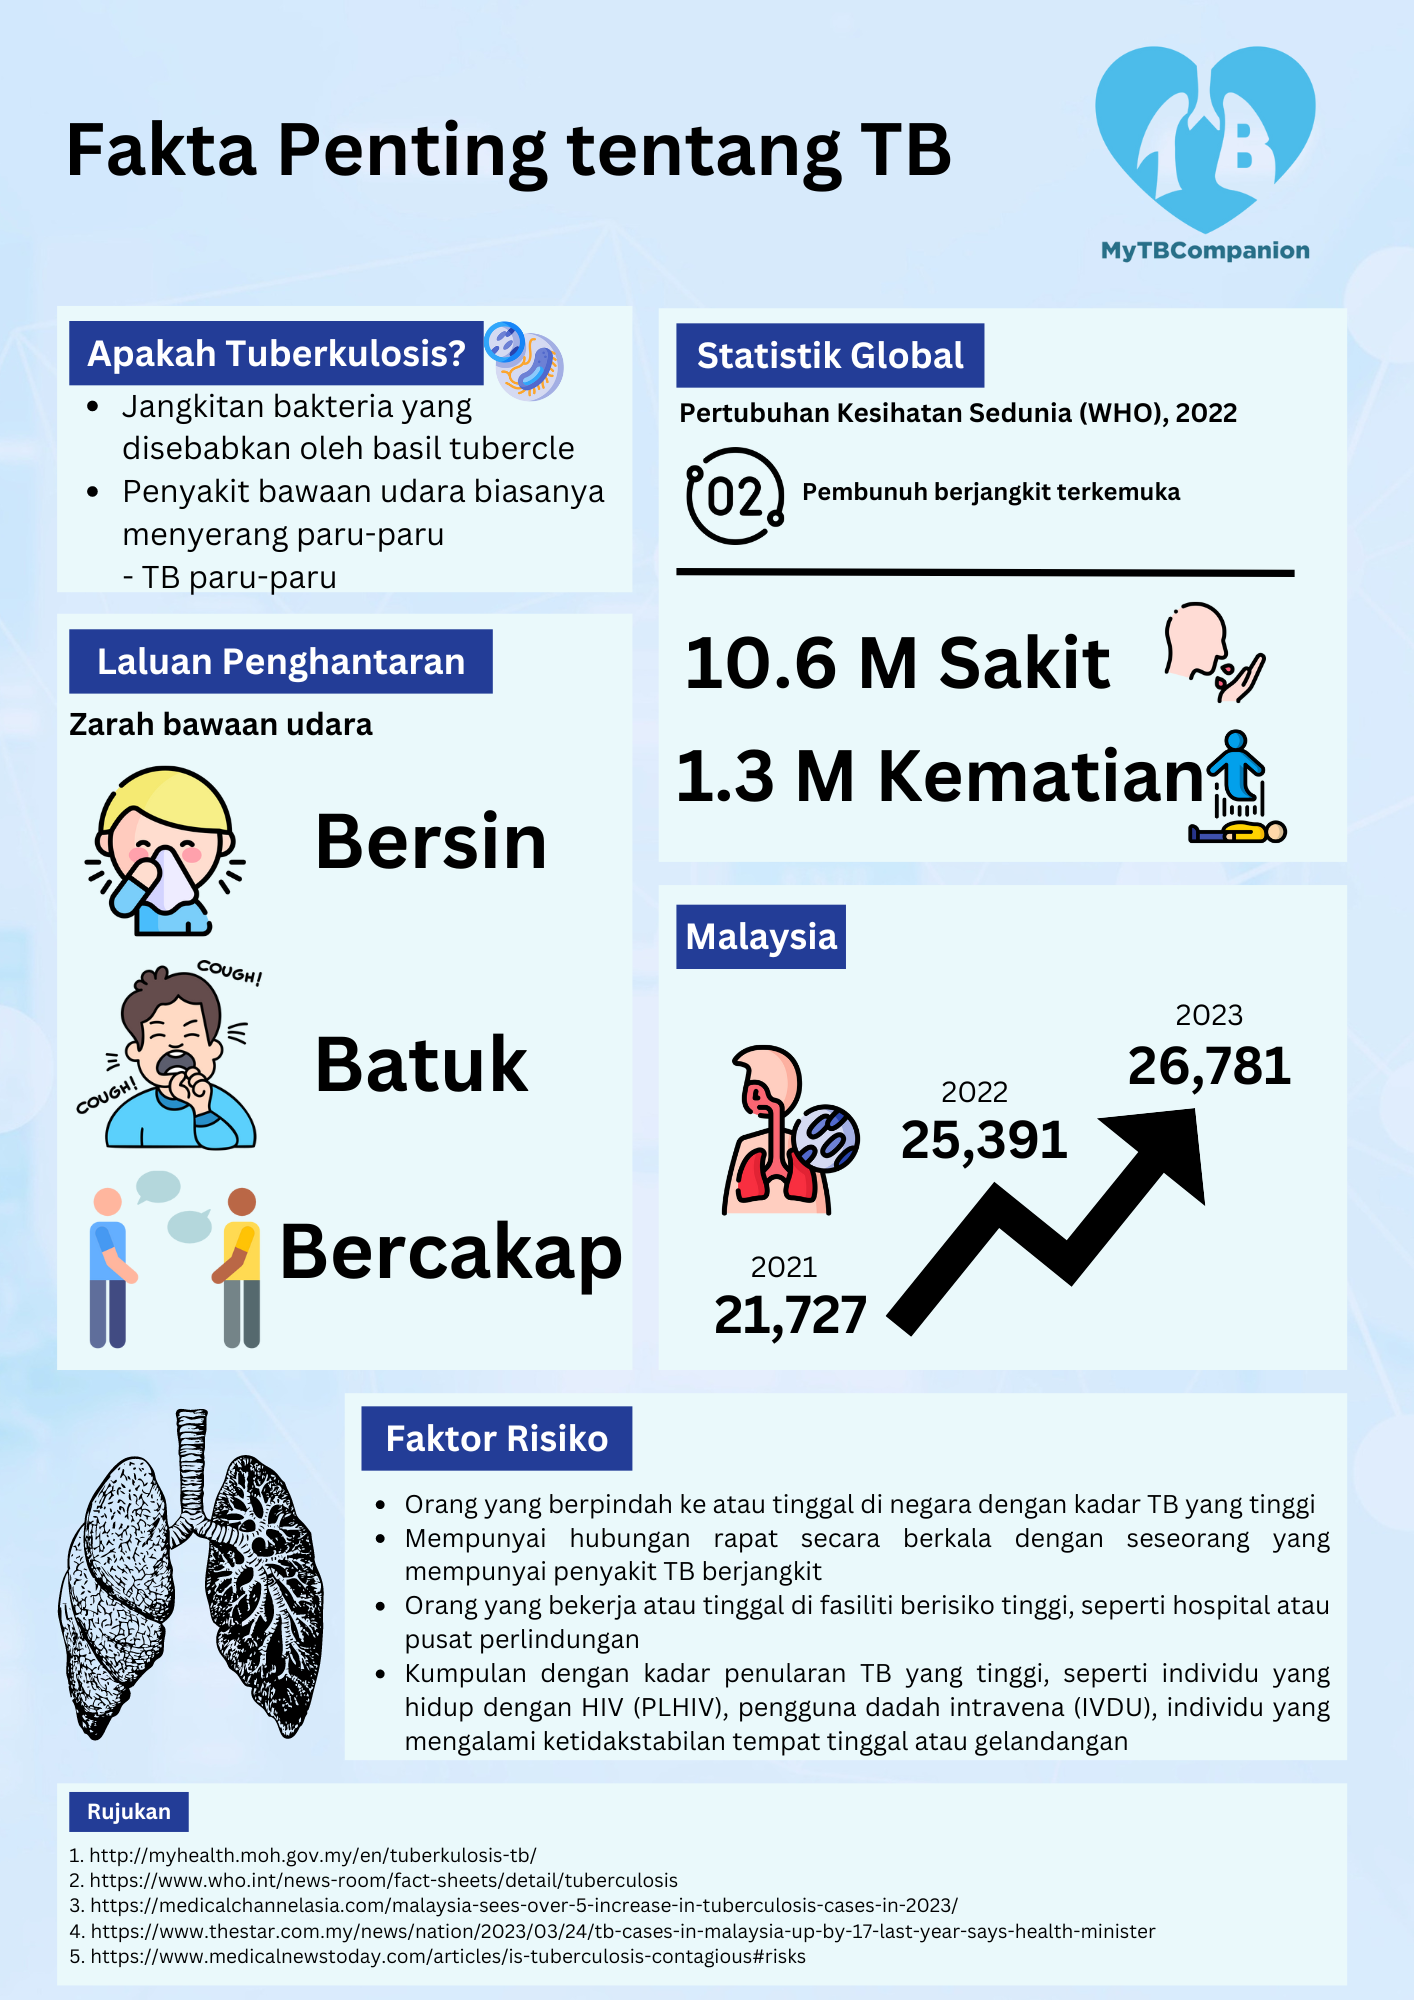 Fakta Penting tentang TB
TB
MyTBCompanion
Apakah Tuberkulosis?
• Jangkitan bakteria yang
disebabkan oleh basil tubercle
• Penyakit bawaan udara biasanya
menyerang paru-paru
- TB paru-paru
Laluan Penghantaran
Zarah bawaan udara
Bersin
COUGH!
COUGH!
Batuk
Bercakap
Statistik Global
Pertubuhan Kesihatan Sedunia (WHO), 2022
02
Pembunuh berjangkit terkemuka
10.6 M Sakit
1.3 M Kematian
Malaysia
2021
21,727
2022
25,391
2023
26,781
Faktor Risiko
• Orang yang berpindah ke atau tinggal di negara dengan kadar TB yang tinggi
• Mempunyai hubungan rapat secara berkala dengan seseorang yang
mempunyai penyakit TB berjangkit
• Orang yang bekerja atau tinggal di fasiliti berisiko tinggi, seperti hospital atau
pusat perlindungan
• Kumpulan dengan kadar penularan TB yang tinggi, seperti individu yang
hidup dengan HIV (PLHIV), pengguna dadah intravena (IVDU), individu yang
mengalami ketidakstabilan tempat tinggal atau gelandangan
Rujukan
1. http://myhealth.moh.gov.my/en/tuberkulosis-tb/
2. https://www.who.int/news-room/fact-sheets/detail/tuberculosis
3. https://medicalchannelasia.com/malaysia-sees-over-5-increase-in-tuberculosis-cases-in-2023/
4. https://www.thestar.com.my/news/nation/2023/03/24/tb-cases-in-malaysia-up-by-17-last-year-says-health-minister
5. https://www.medicalnewstoday.com/articles/is-tuberculosis-contagious#risks